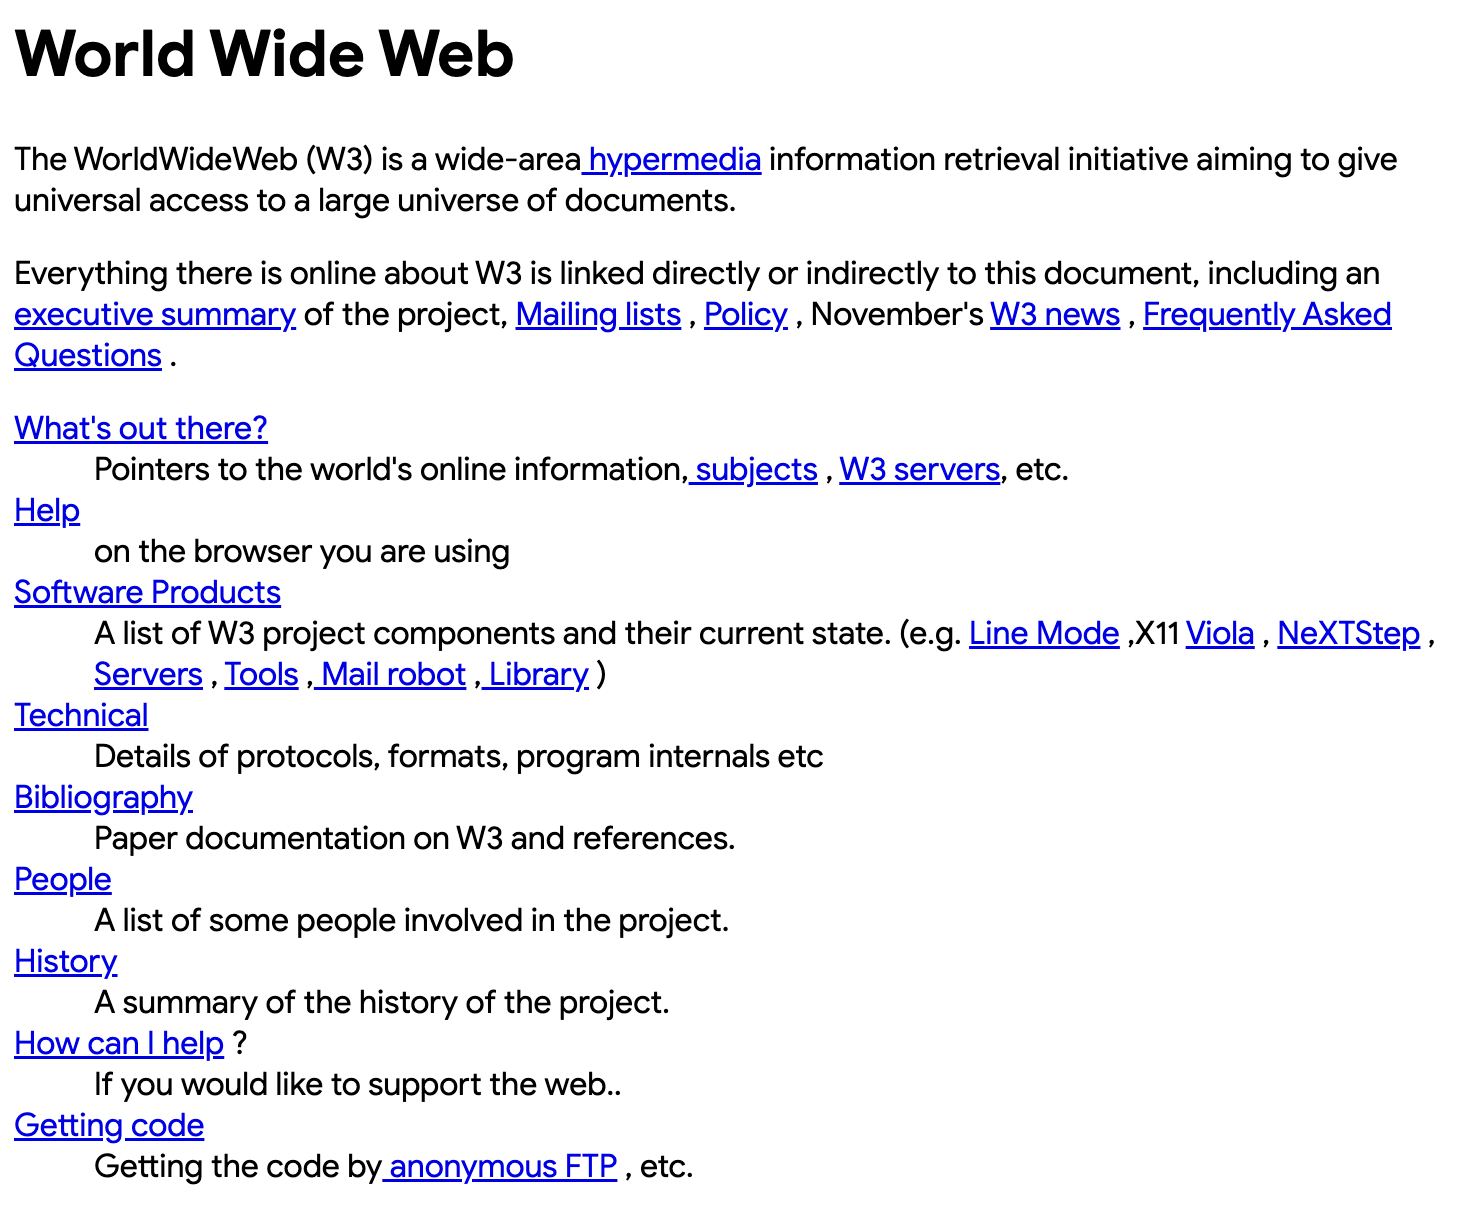 World Wide Web
The WorldWideWeb (W3) is a wide-area hypermedia information retrieval initiative aiming to give
universal access to a large universe of documents.
Everything there is online about W3 is linked directly or indirectly to this document, including an
executive summary of the project, Mailing lists , Policy , November's W3 news , Frequently Asked
Questions .
What's out there?
Pointers to the world's online information, subjects , W3 servers, etc.
Help
on the browser you are using
Software Products
A list of W3 project components and their current state. (e.g. Line Mode ,X11 Viola , NeXTStep ,
Servers , Tools , Mail robot , Library )
Technical
Details of protocols, formats, program internals etc
Bibliography
Paper documentation on W3 and references.
People
A list of some people involved in the project.
History
A summary of the history of the project.
How can I help ?
If you would like to support the web..
Getting code
Getting the code by anonymous FTP , etc.